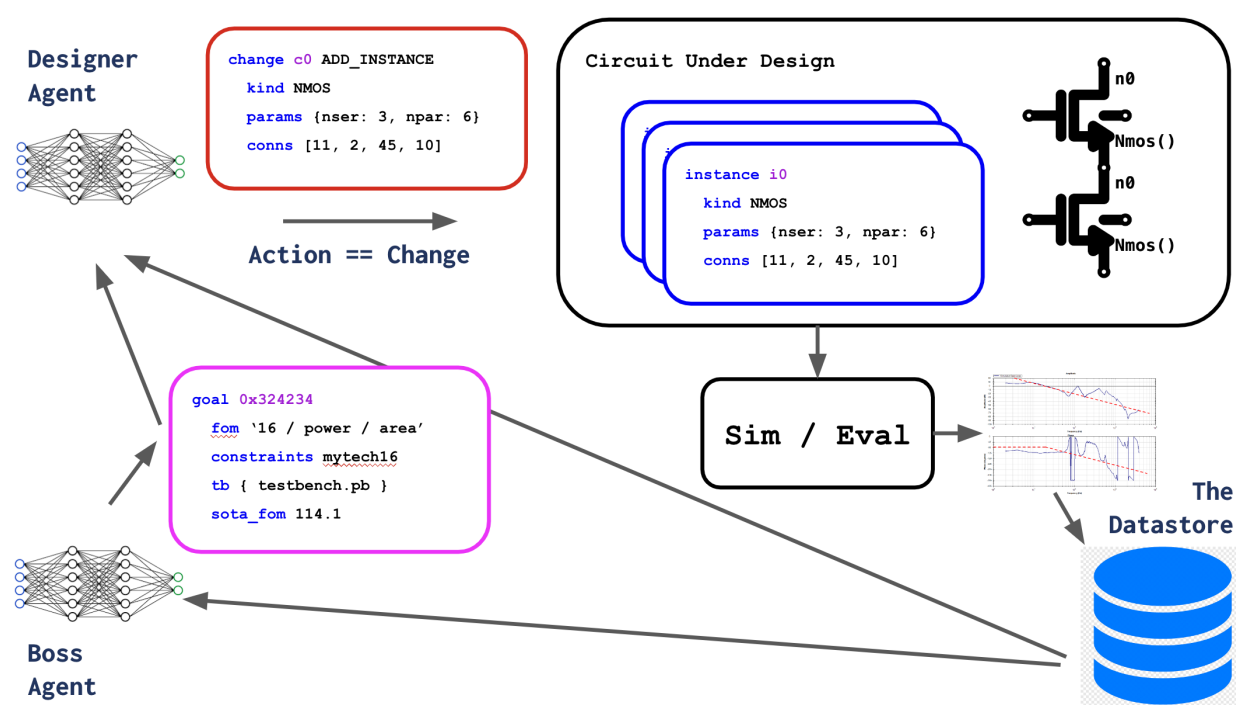 Designer
Agent
change c0 ADD_INSTANCE
kind NMOS
params {nser: 3, npar: 6}
conns [11, 2, 45, 10]
Action == Change
Circuit Under Design
instance i0
kind NMOS
params {nser: 3, npar: 6}
conns [11, 2, 45, 10]
n0
Nmos()
n0
Nmos()
goal 0x324234
fom ‘16 / power / area’
constraints mytech16
tb { testbench.pb }
sota_fom 114.1
Sim / Eval
The
Datastore
Boss
Agent